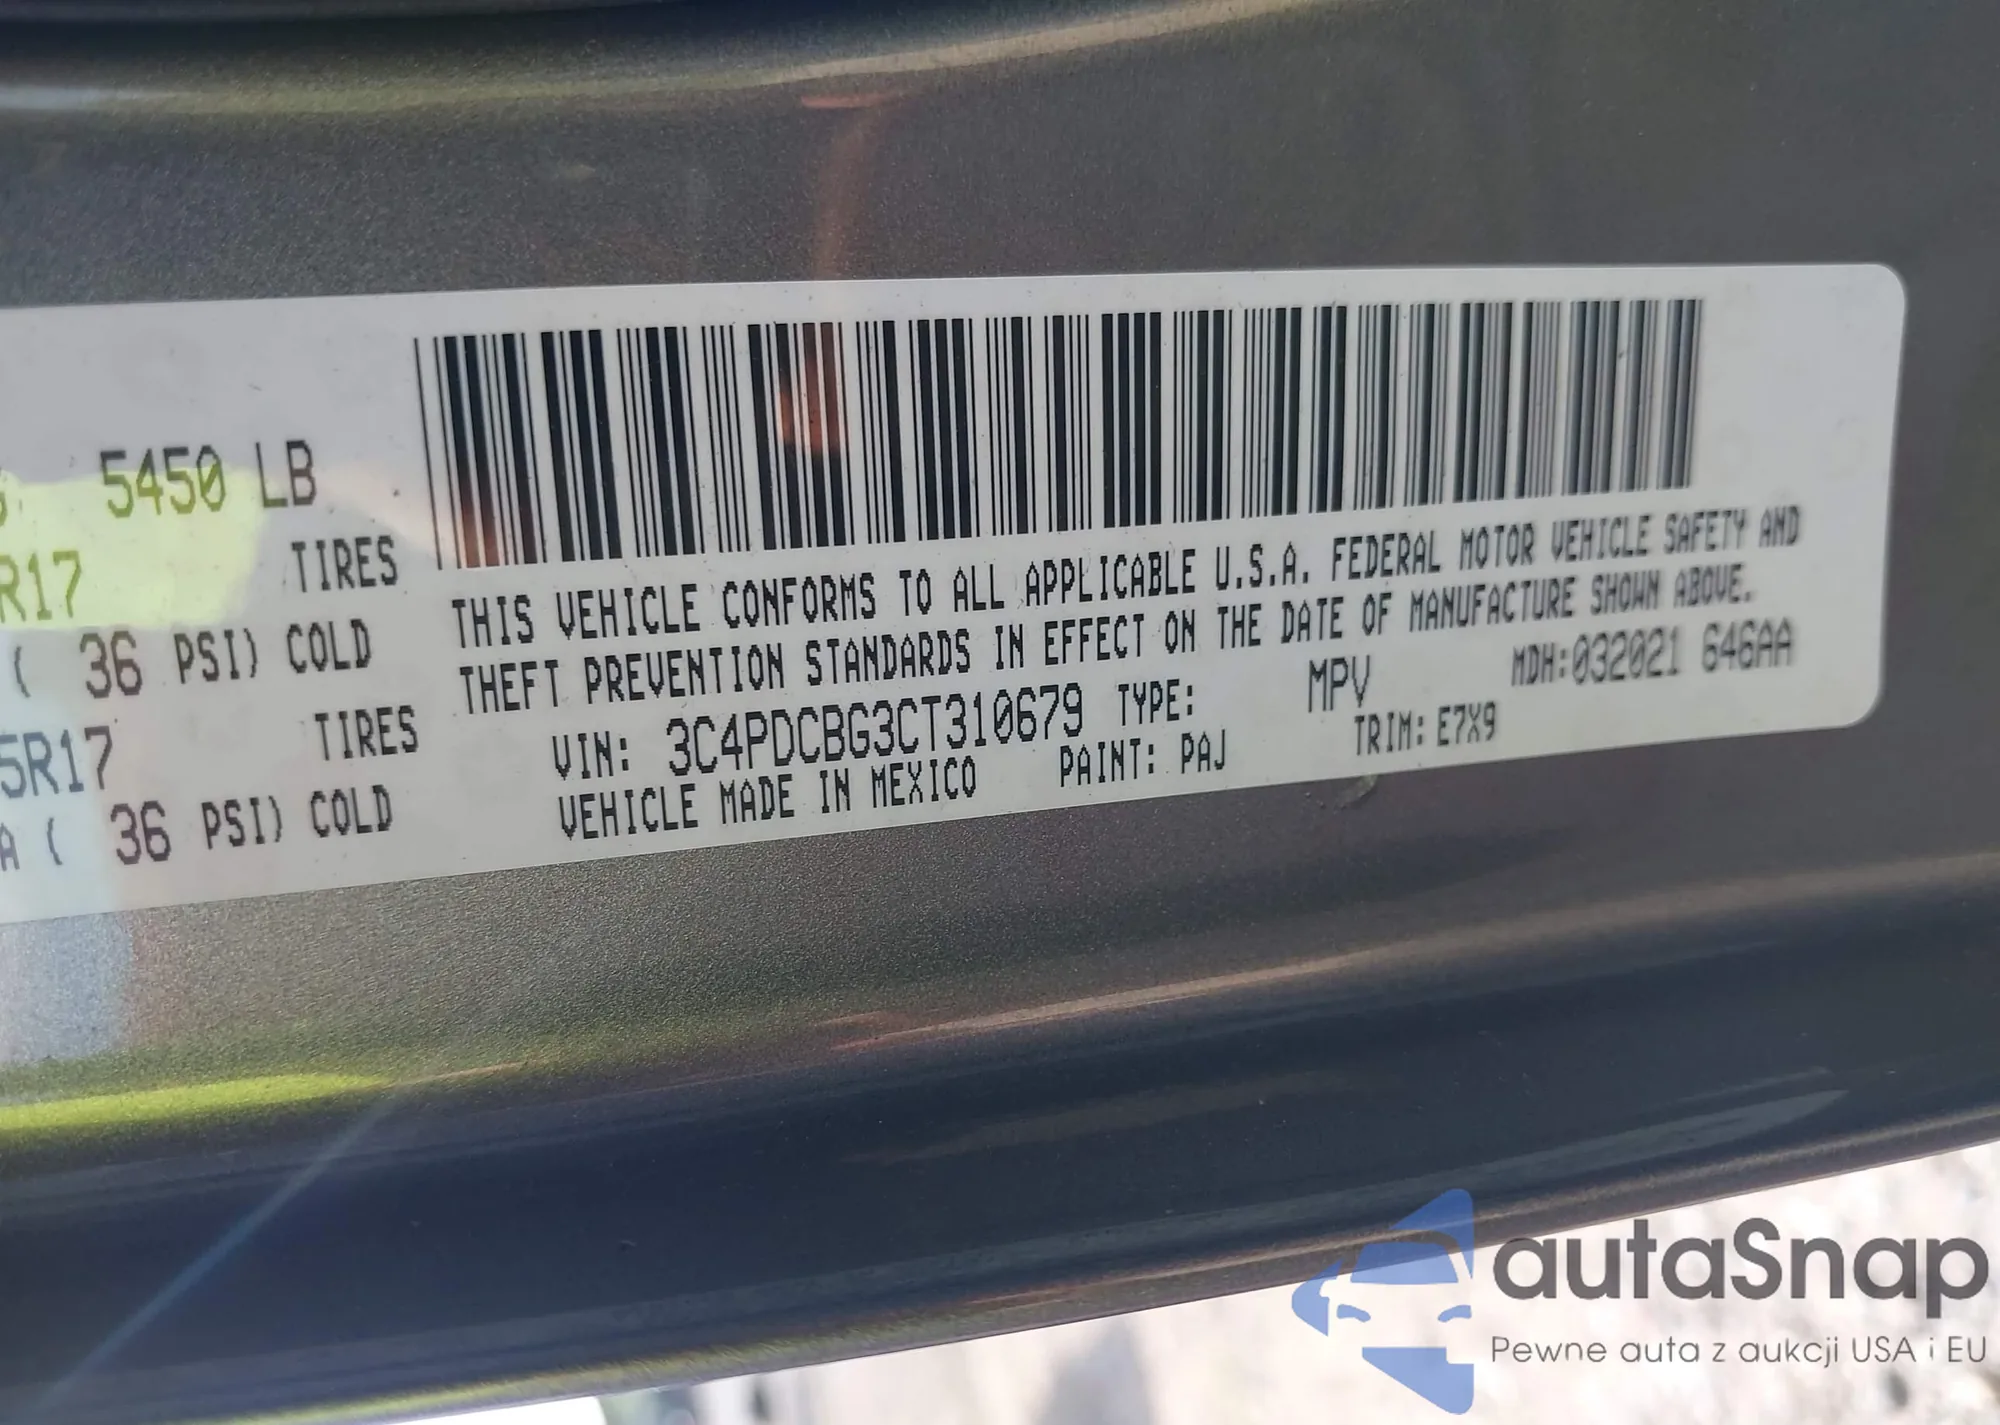 5450 LB
R17 TIRES
( 36 PSI) COLD
5R17 TIRES
A ( 36 PSI) COLD
THIS VEHICLE CONFORMS TO ALL APPLICABLE U.S.A. FEDERAL MOTOR VEHICLE SAFETY AND
THEFT PREVENTION STANDARDS IN EFFECT ON THE DATE OF MANUFACTURE SHOWN ABOVE.
VIN: 3C4PDCBG3CT310679 TYPE: MPV MDH:032021 646AA
VEHICLE MADE IN MEXICO PAINT: PAJ TRIM: E7X9
autaSnap
Pewne auta z aukcji USA i EU